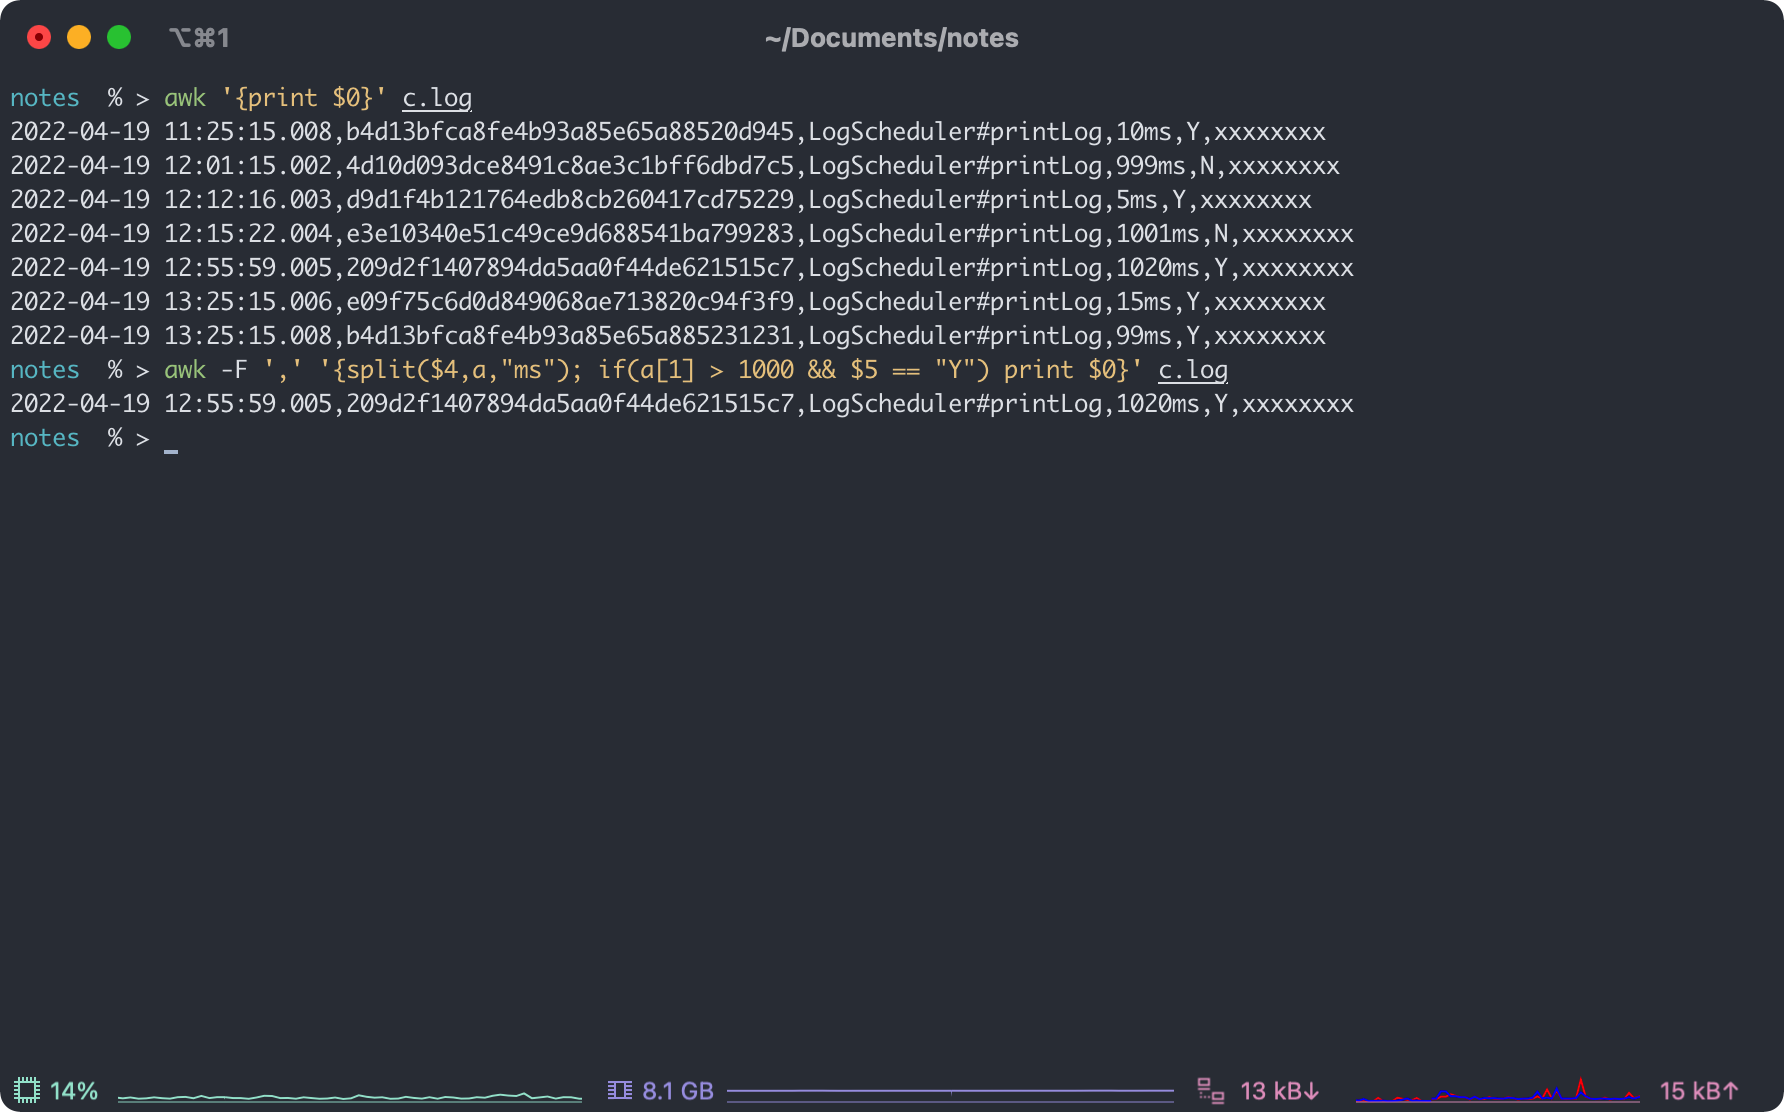 ⌥⌘1 ~/Documents/notes
notes % > awk '{print $0}' c.log
2022-04-19 11:25:15.008,b4d13bfca8fe4b93a85e65a88520d945,LogScheduler#printLog,10ms,Y,xxxxxxxx
2022-04-19 12:01:15.002,4d10d093dce8491c8ae3c1bff6dbd7c5,LogScheduler#printLog,999ms,N,xxxxxxxx
2022-04-19 12:12:16.003,d9d1f4b121764edb8cb260417cd75229,LogScheduler#printLog,5ms,Y,xxxxxxxx
2022-04-19 12:15:22.004,e3e10340e51c49ce9d688541ba799283,LogScheduler#printLog,1001ms,N,xxxxxxxx
2022-04-19 12:55:59.005,209d2f1407894da5aa0f44de621515c7,LogScheduler#printLog,1020ms,Y,xxxxxxxx
2022-04-19 13:25:15.006,e09f75c6d0d849068ae713820c94f3f9,LogScheduler#printLog,15ms,Y,xxxxxxxx
2022-04-19 13:25:15.008,b4d13bfca8fe4b93a85e65a885231231,LogScheduler#printLog,99ms,Y,xxxxxxxx
notes % > awk -F ',' '{split($4,a,"ms"); if(a[1] > 1000 && $5 == "Y") print $0}' c.log
2022-04-19 12:55:59.005,209d2f1407894da5aa0f44de621515c7,LogScheduler#printLog,1020ms,Y,xxxxxxxx
notes % >
14% 8.1 GB 13 kB↓ 15 kB↑